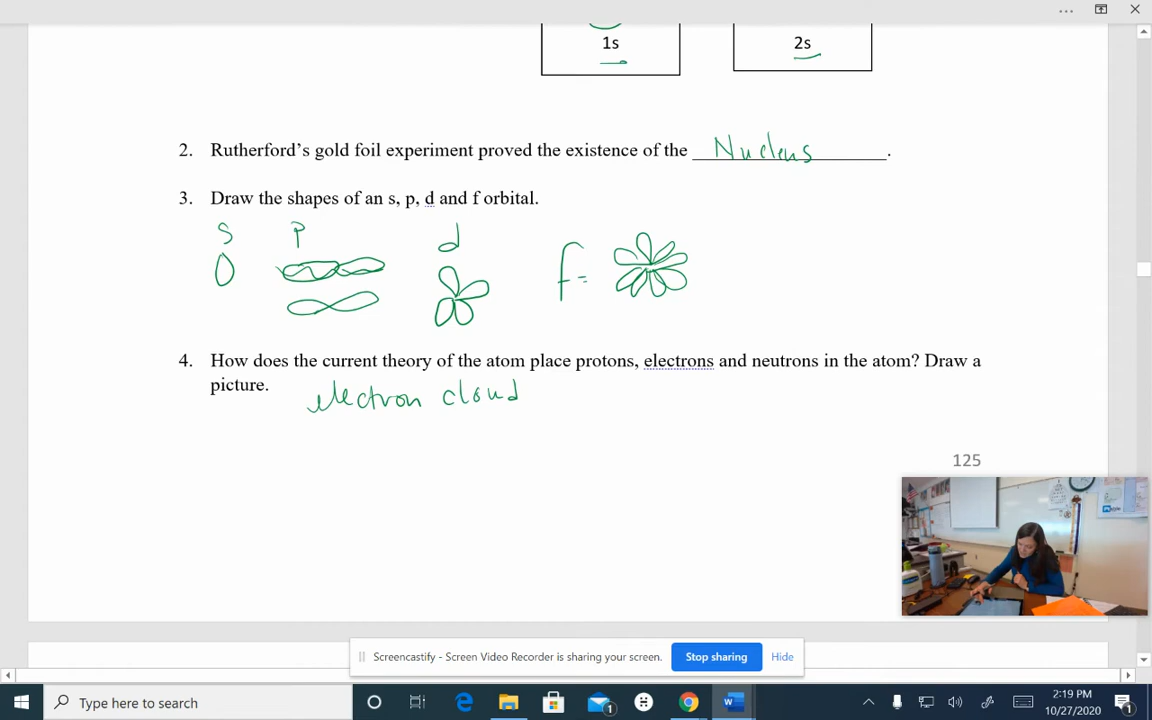 1s
2s
2. Rutherford's gold foil experiment proved the existence of the Nucleus.
3. Draw the shapes of an s, p, d and f orbital.
s p d f=
4. How does the current theory of the atom place protons, electrons and neutrons in the atom? Draw a
picture. electron cloud
125
Screencastify - Screen Video Recorder is sharing your screen. Stop sharing Hide
Type here to search
1
2:19 PM
10/27/2020
1